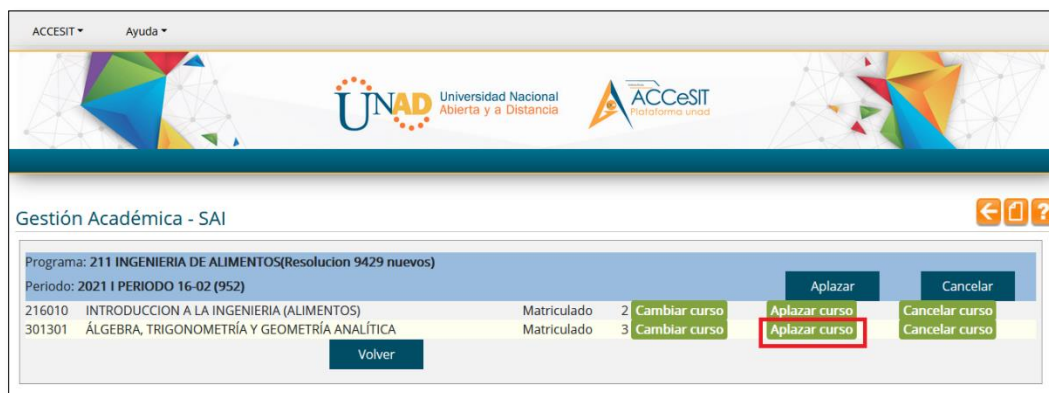 ACCESIT Ayuda
UNAD Universidad Nacional
Abierta y a Distancia
ACCeSIT
Plataforma unad
Gestión Académica - SAI
Programa: 211 INGENIERIA DE ALIMENTOS(Resolucion 9429 nuevos)
Periodo: 2021 I PERIODO 16-02 (952) Aplazar Cancelar
216010 INTRODUCCION A LA INGENIERIA (ALIMENTOS) Matriculado 2 Cambiar curso Aplazar curso Cancelar curso
301301 ÁLGEBRA, TRIGONOMETRÍA Y GEOMETRÍA ANALÍTICA Matriculado 3 Cambiar curso Aplazar curso Cancelar curso
Volver